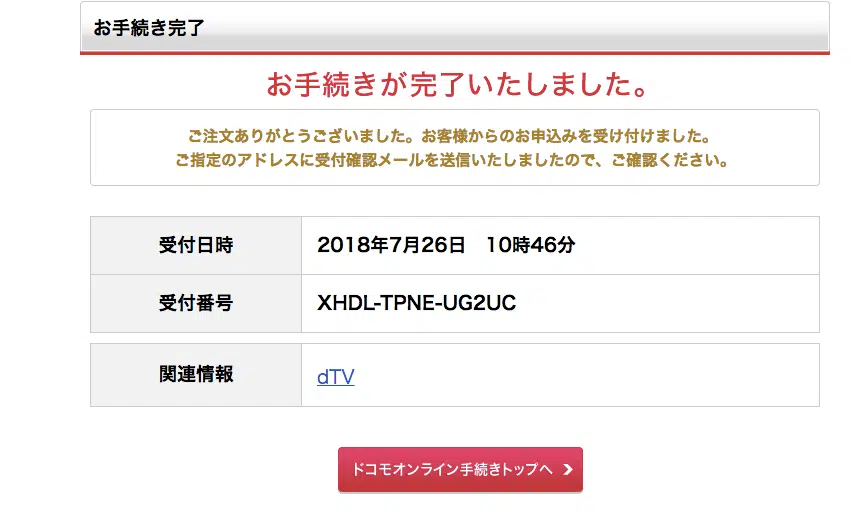 お手続き完了
お手続きが完了いたしました。
ご注文ありがとうございました。お客様からのお申込みを受け付けました。
ご指定のアドレスに受付確認メールを送信いたしましたので、ご確認ください。
受付日時 2018年7月26日　10時46分
受付番号 XHDL-TPNE-UG2UC
関連情報 dTV
ドコモオンライン手続きトップへ